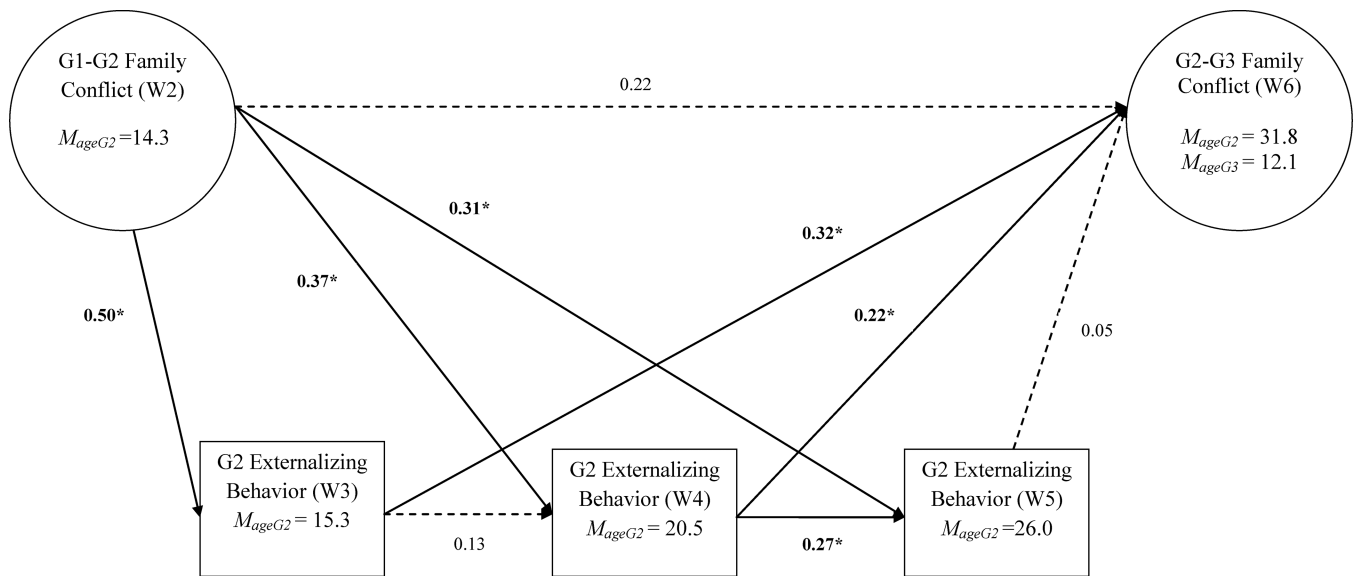 G1-G2 Family
Conflict (W2)
MageG2 =14.3
0.22
G2-G3 Family
Conflict (W6)
MageG2 = 31.8
MageG3 = 12.1
0.31*
0.32*
0.37*
0.50*
0.22*
0.05
G2 Externalizing
Behavior (W3)
MageG2 = 15.3
0.13
G2 Externalizing
Behavior (W4)
MageG2 = 20.5
0.27*
G2 Externalizing
Behavior (W5)
MageG2 =26.0